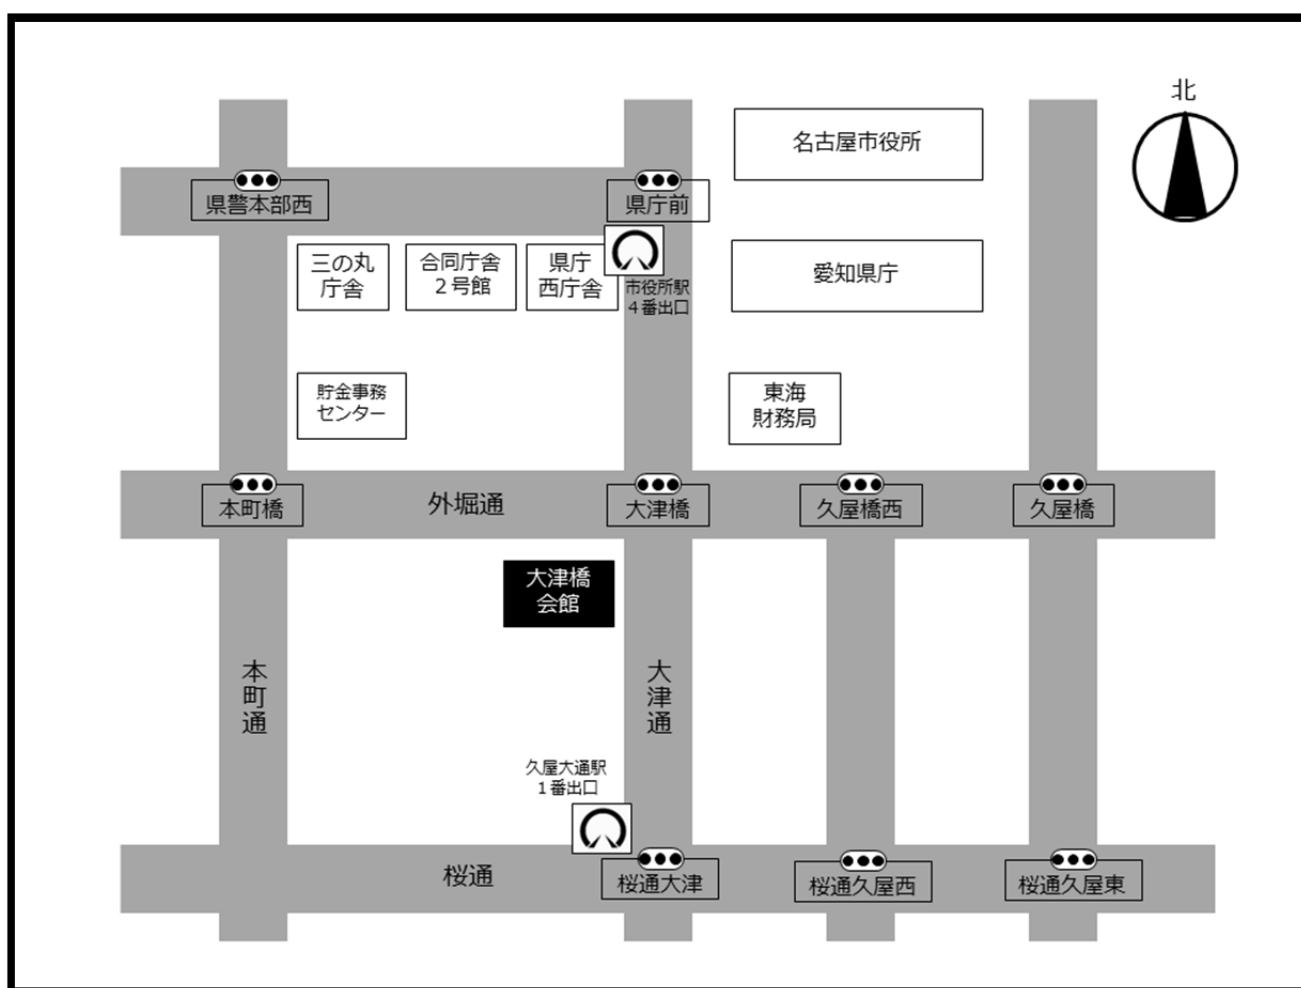 北
名古屋市役所
県警本部西
県庁前
三の丸
庁舎
合同庁舎
２号館
県庁
西庁舎
市役所駅
４番出口
愛知県庁
貯金事務
センター
東海
財務局
本町橋
外堀通
大津橋
久屋橋西
久屋橋
大津橋
会館
本町通
大津通
久屋大通駅
１番出口
桜通
桜通大津
桜通久屋西
桜通久屋東